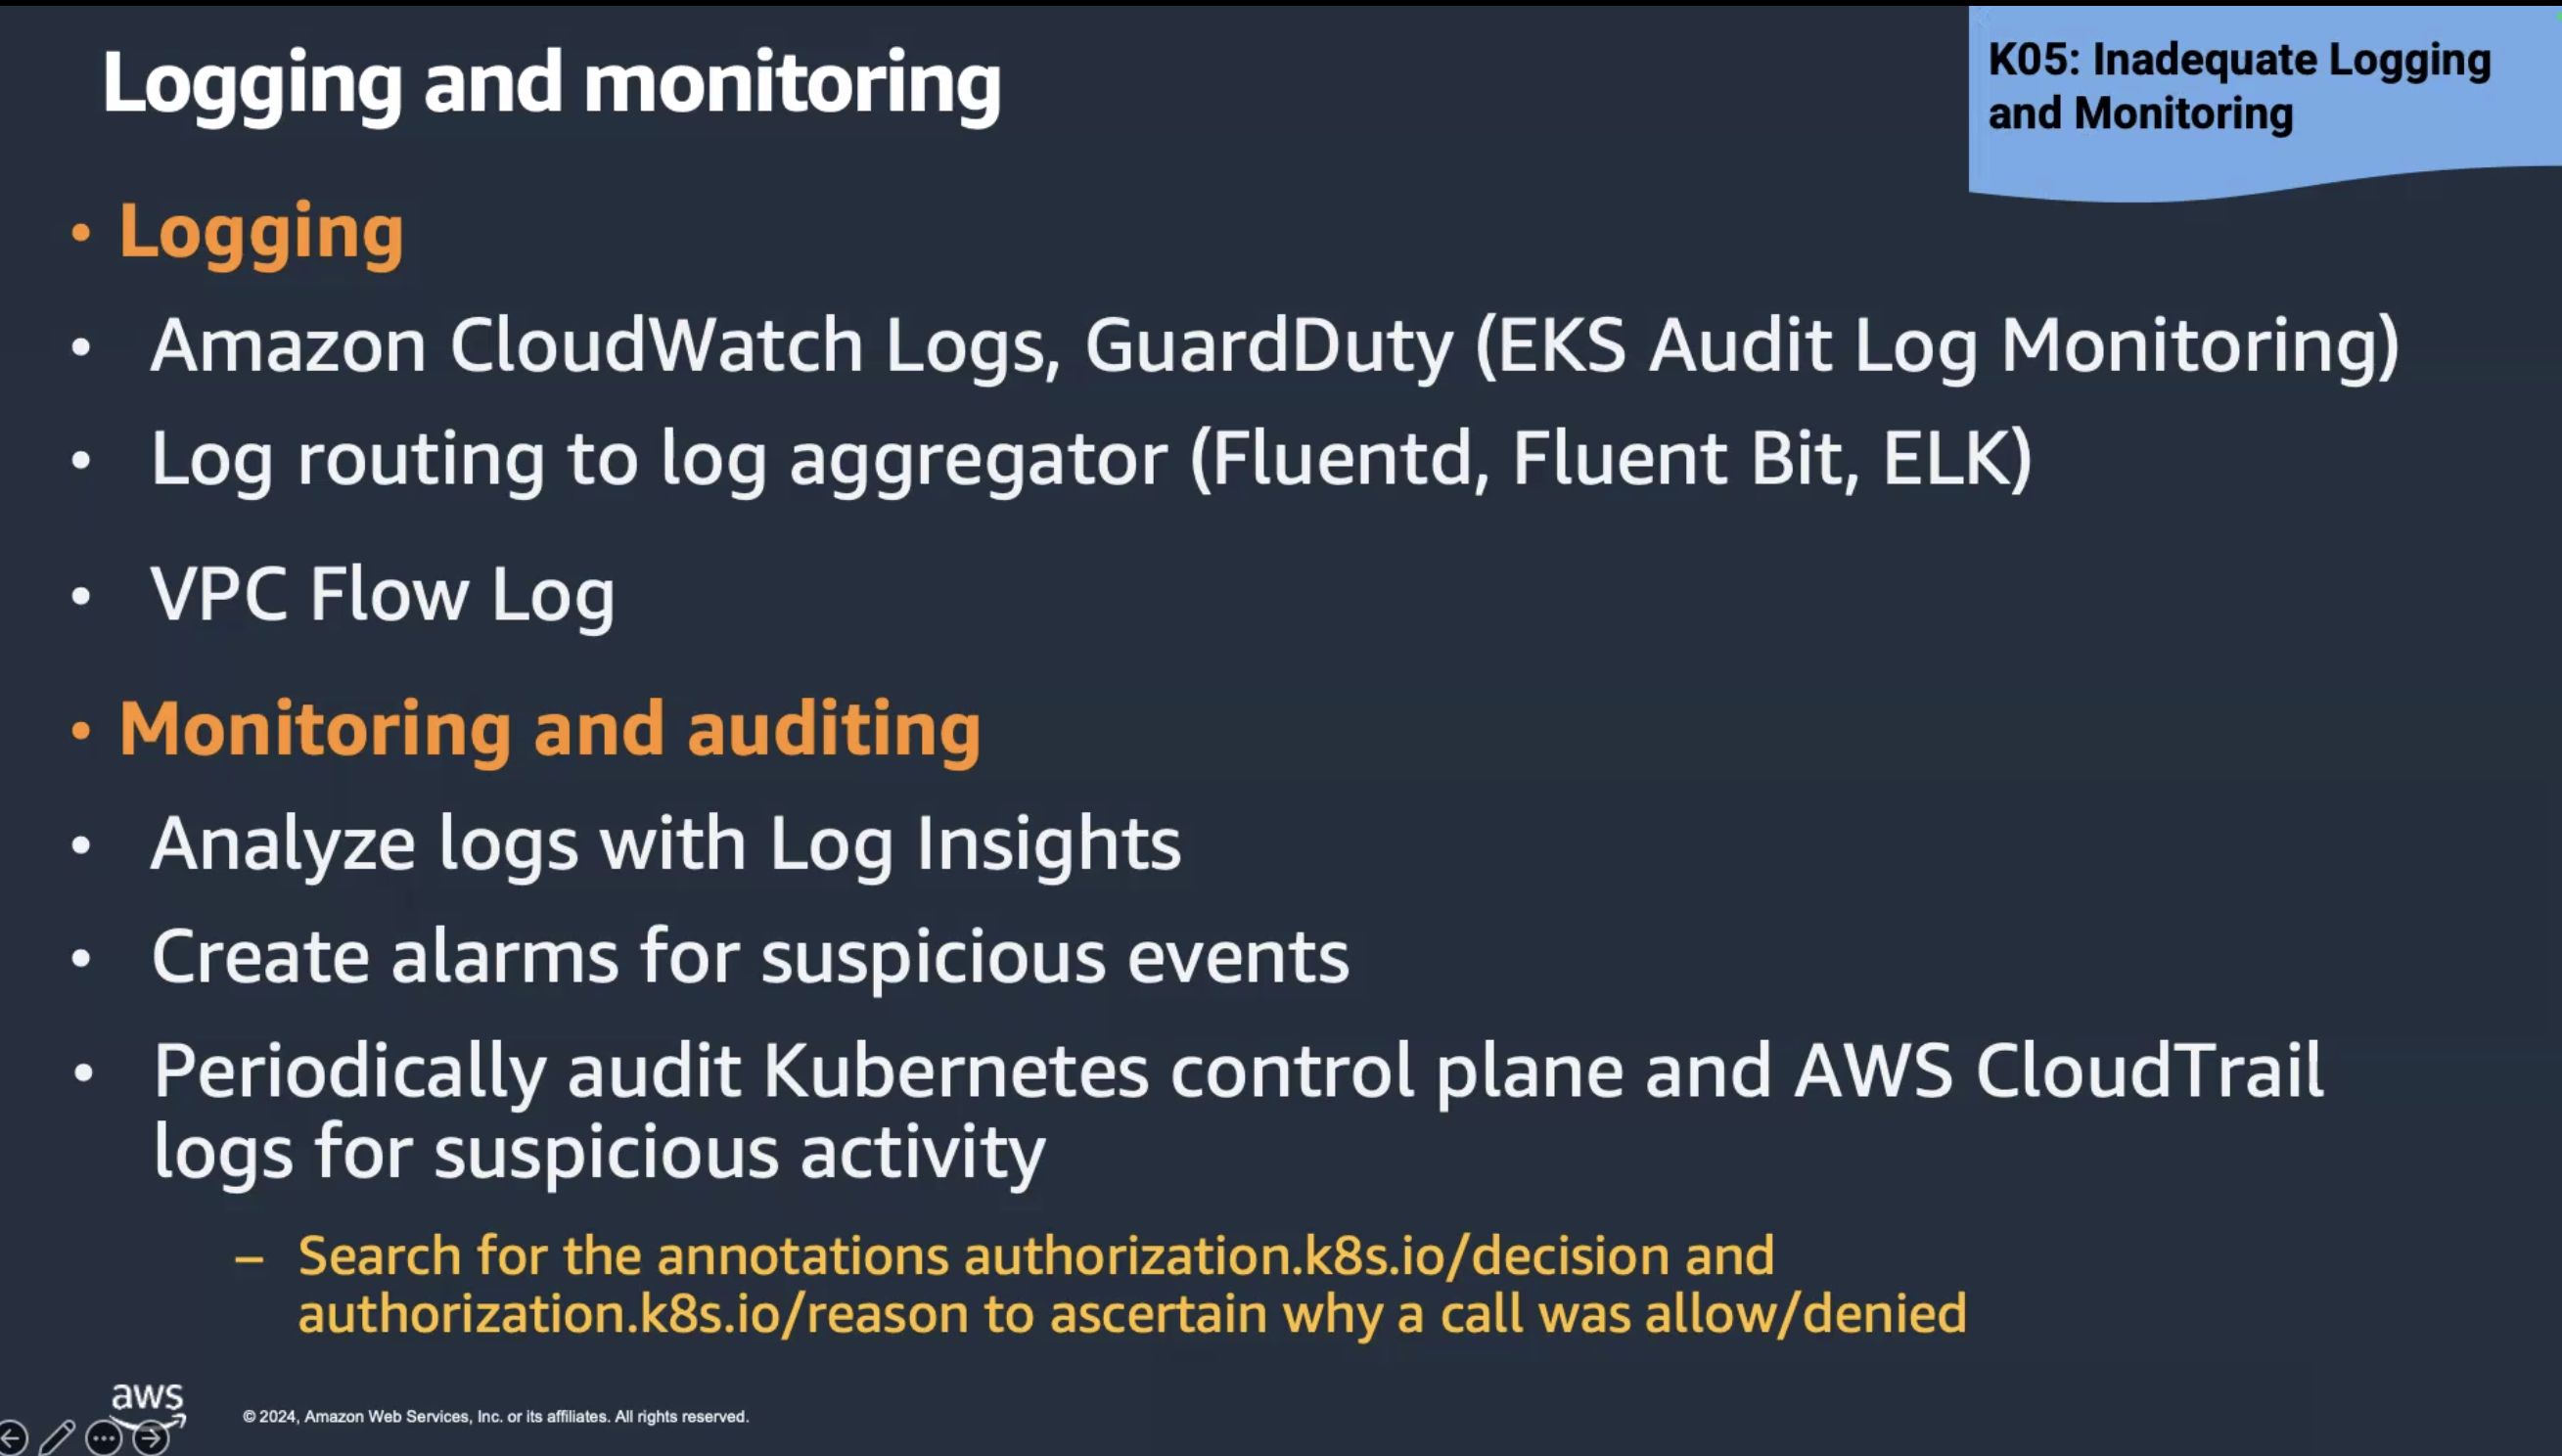 Logging and monitoring
K05: Inadequate Logging
and Monitoring
• Logging
• Amazon CloudWatch Logs, GuardDuty (EKS Audit Log Monitoring)
• Log routing to log aggregator (Fluentd, Fluent Bit, ELK)
• VPC Flow Log
• Monitoring and auditing
• Analyze logs with Log Insights
• Create alarms for suspicious events
• Periodically audit Kubernetes control plane and AWS CloudTrail
logs for suspicious activity
– Search for the annotations authorization.k8s.io/decision and
authorization.k8s.io/reason to ascertain why a call was allow/denied
aws
© 2024, Amazon Web Services, Inc. or its affiliates. All rights reserved.